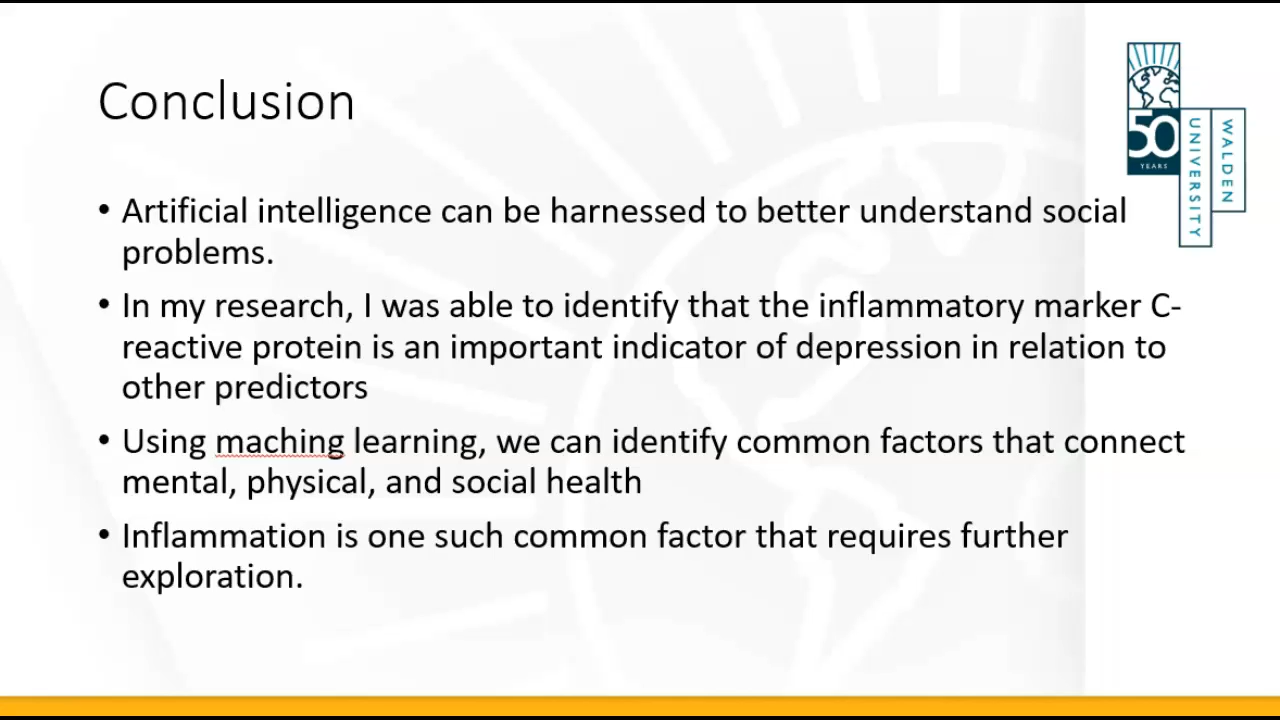 Conclusion
50
YEARS
UNIVERSITY
WALDEN
• Artificial intelligence can be harnessed to better understand social
problems.
• In my research, I was able to identify that the inflammatory marker C-
reactive protein is an important indicator of depression in relation to
other predictors
• Using maching learning, we can identify common factors that connect
mental, physical, and social health
• Inflammation is one such common factor that requires further
exploration.